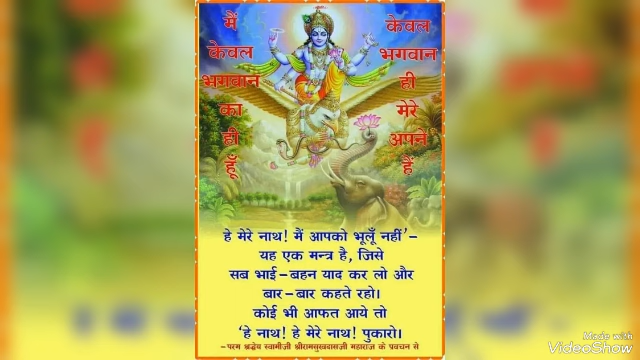 मैं
केवल
भगवान
का
ही
हूँ
केवल
भगवान
ही
मेरे
अपने
हैं
हे मेरे नाथ! मैं आपको भूलूँ नहीं'–
यह एक मन्त्र है, जिसे
सब भाई–बहन याद कर लो और
बार–बार कहते रहो।
कोई भी आफत आये तो
'हे नाथ! हे मेरे नाथ! पुकारो।
–परम श्रद्धेय स्वामीजी श्रीरामसुखदासजी महाराज के प्रवचन से
Made with
VideoShow